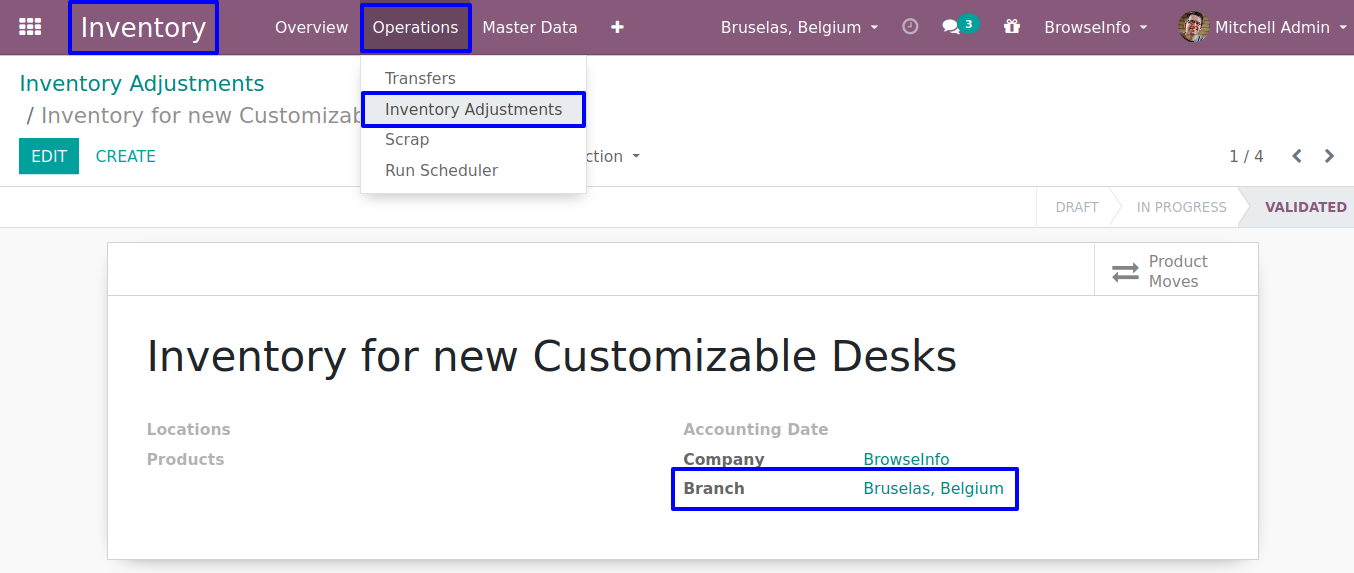 Inventory Overview Operations Master Data Bruselas, Belgium 3 BrowseInfo Mitchell Admin
Transfers
Inventory Adjustments
Inventory Adjustments
/ Inventory for new Customizab
Scrap
EDIT CREATE ction 1 / 4
Run Scheduler
DRAFT IN PROGRESS VALIDATED
Product
Moves
Inventory for new Customizable Desks
Locations Accounting Date
Products Company BrowseInfo
Branch Bruselas, Belgium